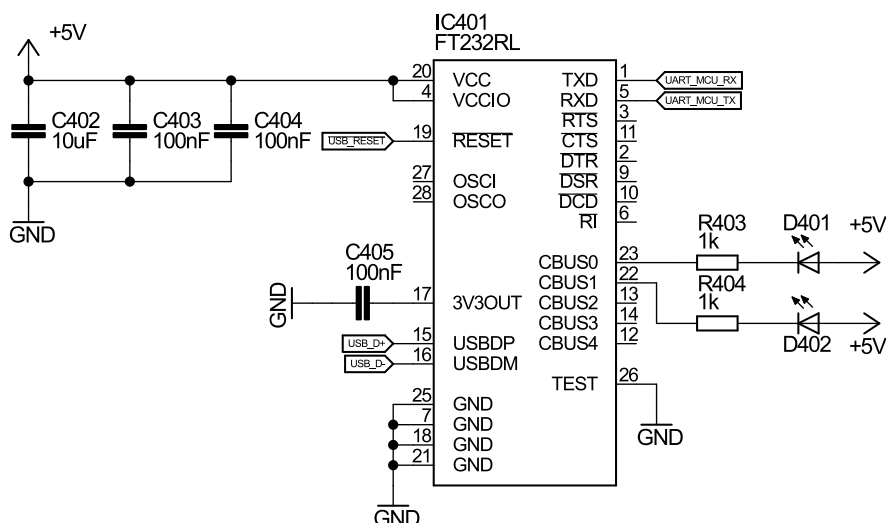 IC401
FT232RL
+5V
C402
10uF
C403
100nF
C404
100nF
USB_RESET
20
VCC
4
VCCIO
19
RESET
27
OSCI
28
OSCO
C405
100nF
GND
GND
17
3V3OUT
USB_D+
15
USBDP
USB_D-
16
USBDM
25
GND
7
GND
18
GND
21
GND
GND
TXD
1
UART_MCU_RX
RXD
5
UART_MCU_TX
RTS
3
CTS
11
DTR
2
DSR
9
DCD
10
RI
6
CBUS0
23
CBUS1
22
CBUS2
13
CBUS3
14
CBUS4
12
TEST
26
GND
R403
1k
D401
+5V
R404
1k
D402
+5V